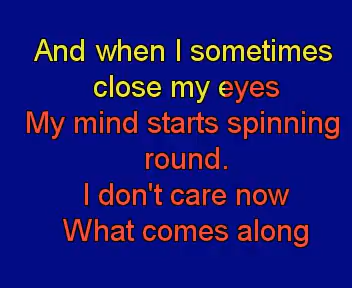 And when I sometimes
close my eyes
My mind starts spinning
round.
I don't care now
What comes along